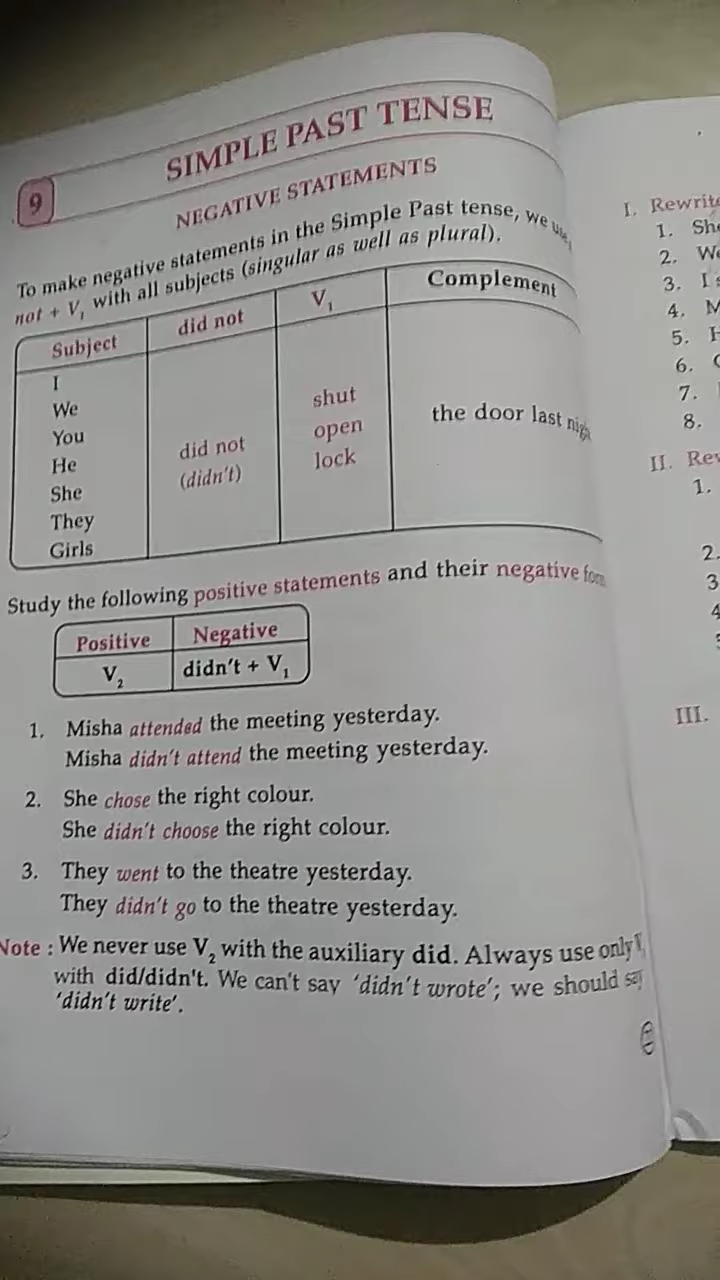 9
SIMPLE PAST TENSE
NEGATIVE STATEMENTS
To make negative statements in the Simple Past tense, we
not + V₁ with all subjects (singular as well as plural).
Subject did not V₁ Complement
I
We
You
He
She
They
Girls
did not
(didn't)
shut
open
lock
the door last
Study the following positive statements and their negative
Positive Negative
V₂ didn't + V₁
1. Misha attended the meeting yesterday.
Misha didn't attend the meeting yesterday.
2. She chose the right colour.
She didn't choose the right colour.
3. They went to the theatre yesterday.
They didn't go to the theatre yesterday.
Note : We never use V₂ with the auxiliary did. Always use only
with did/didn't. We can't say 'didn't wrote'; we should say
'didn't write'.
I. Rewrite
1. She
2. We
3. I
4. M
5.
6.
7.
8.
II. Rew
1.
2.
3
4
III.